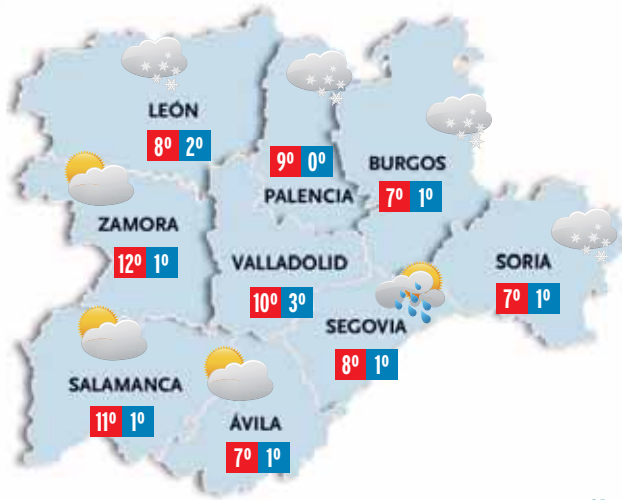 LEÓN
8º 2º
9º 0º
PALENCIA
BURGOS
7º 1º
ZAMORA
12º 1º
VALLADOLID
10º 3º
SORIA
7º 1º
SEGOVIA
8º 1º
SALAMANCA
11º 1º
ÁVILA
7º 1º